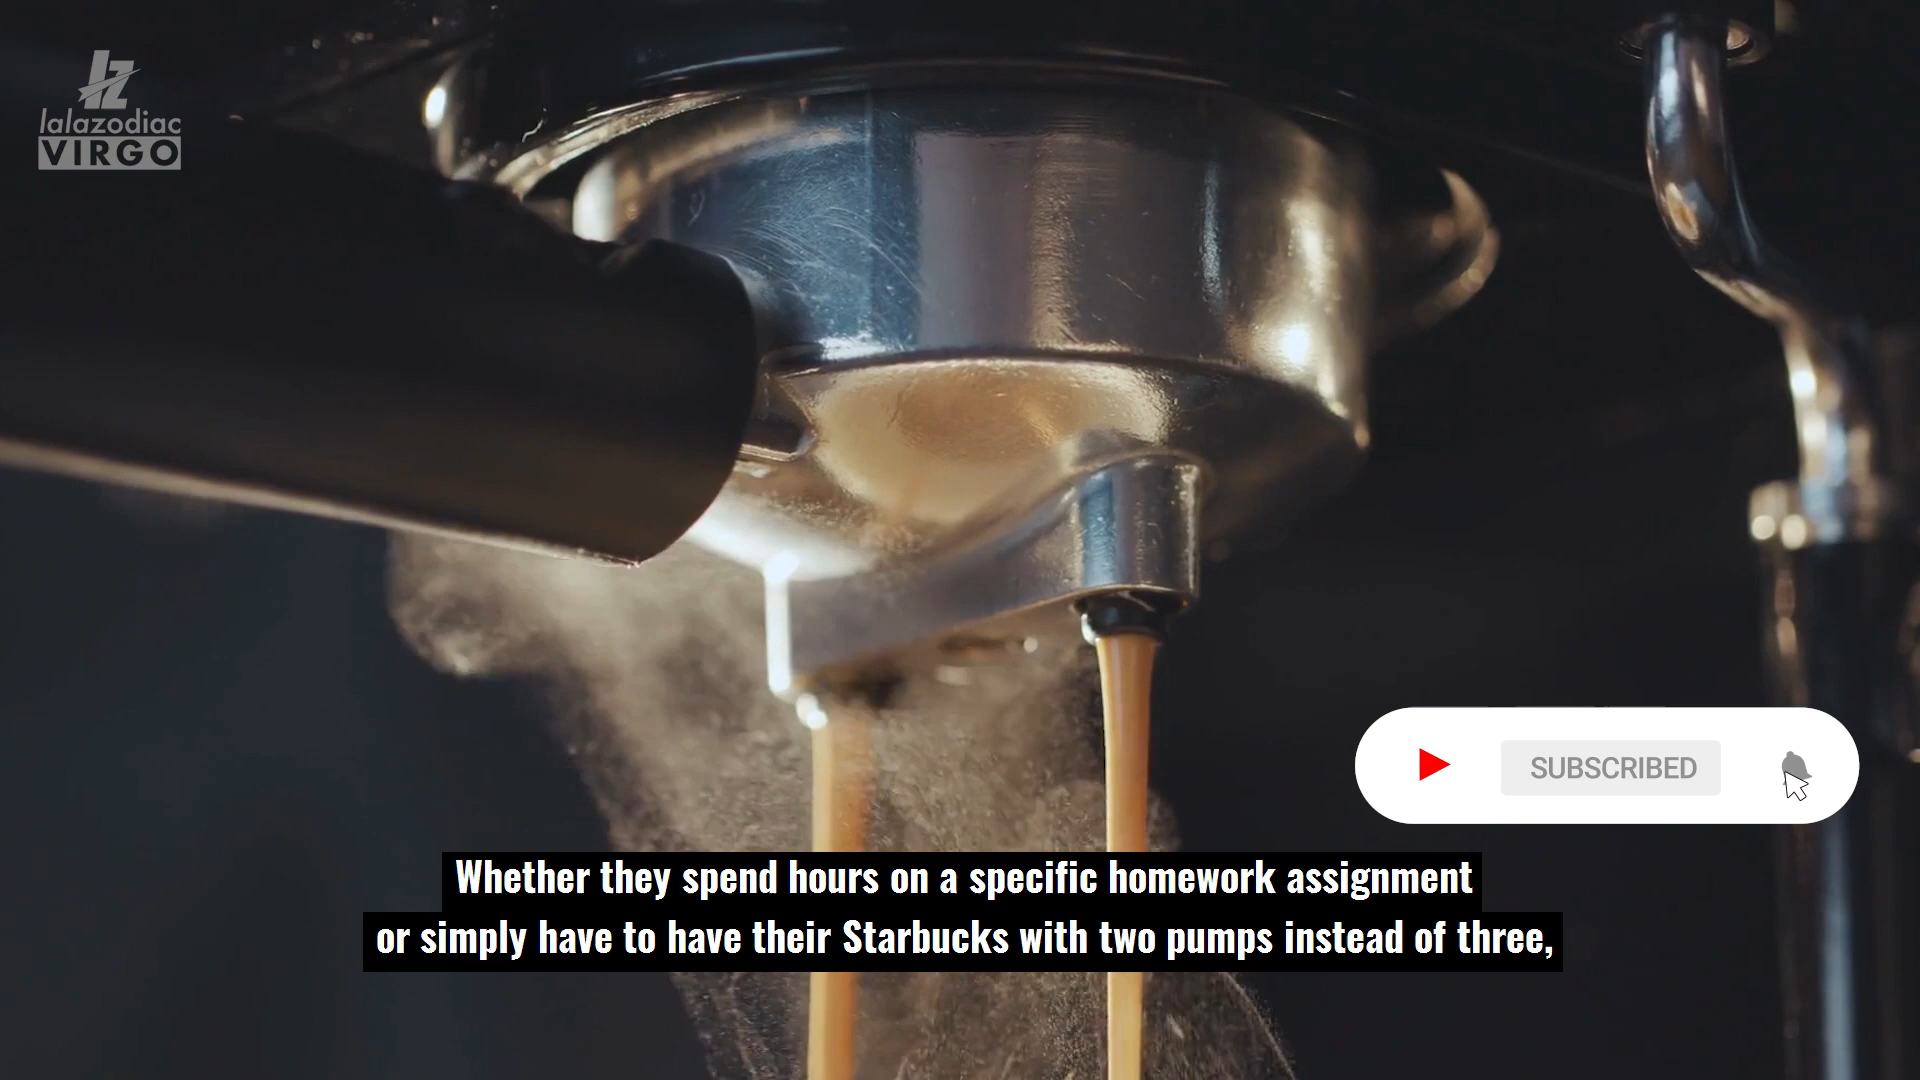 lz
lalazodiac
VIRGO
SUBSCRIBED
Whether they spend hours on a specific homework assignment
or simply have to have their Starbucks with two pumps instead of three,